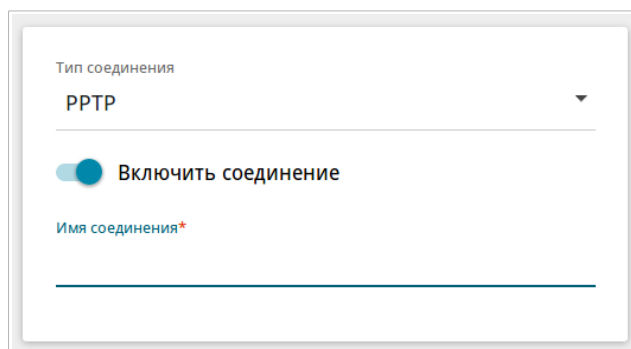 Тип соединения
PPTP
Включить соединение
Имя соединения*